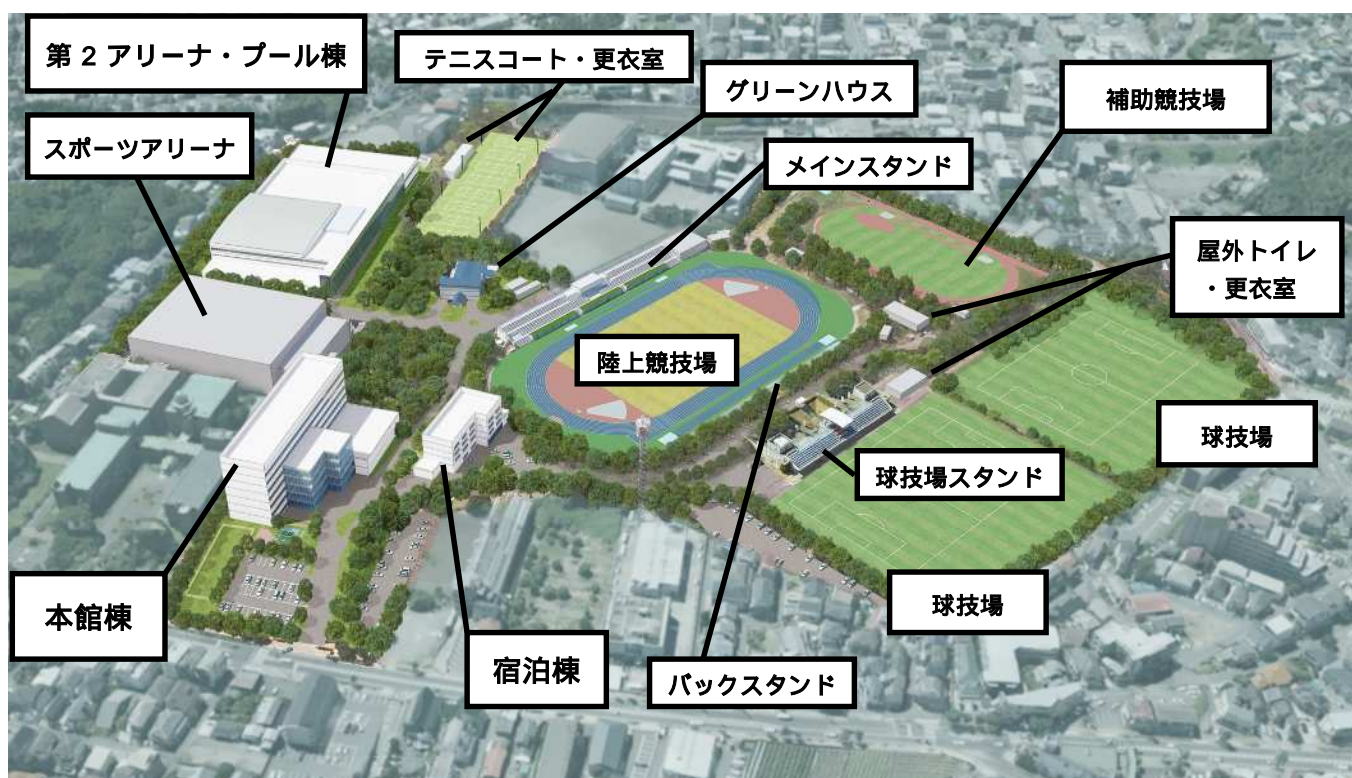 第2アリーナ・プール棟
テニスコート・更衣室
グリーンハウス
補助競技場
スポーツアリーナ
メインスタンド
屋外トイレ
・更衣室
陸上競技場
球技場
球技場スタンド
本館棟
球技場
宿泊棟
バックスタンド